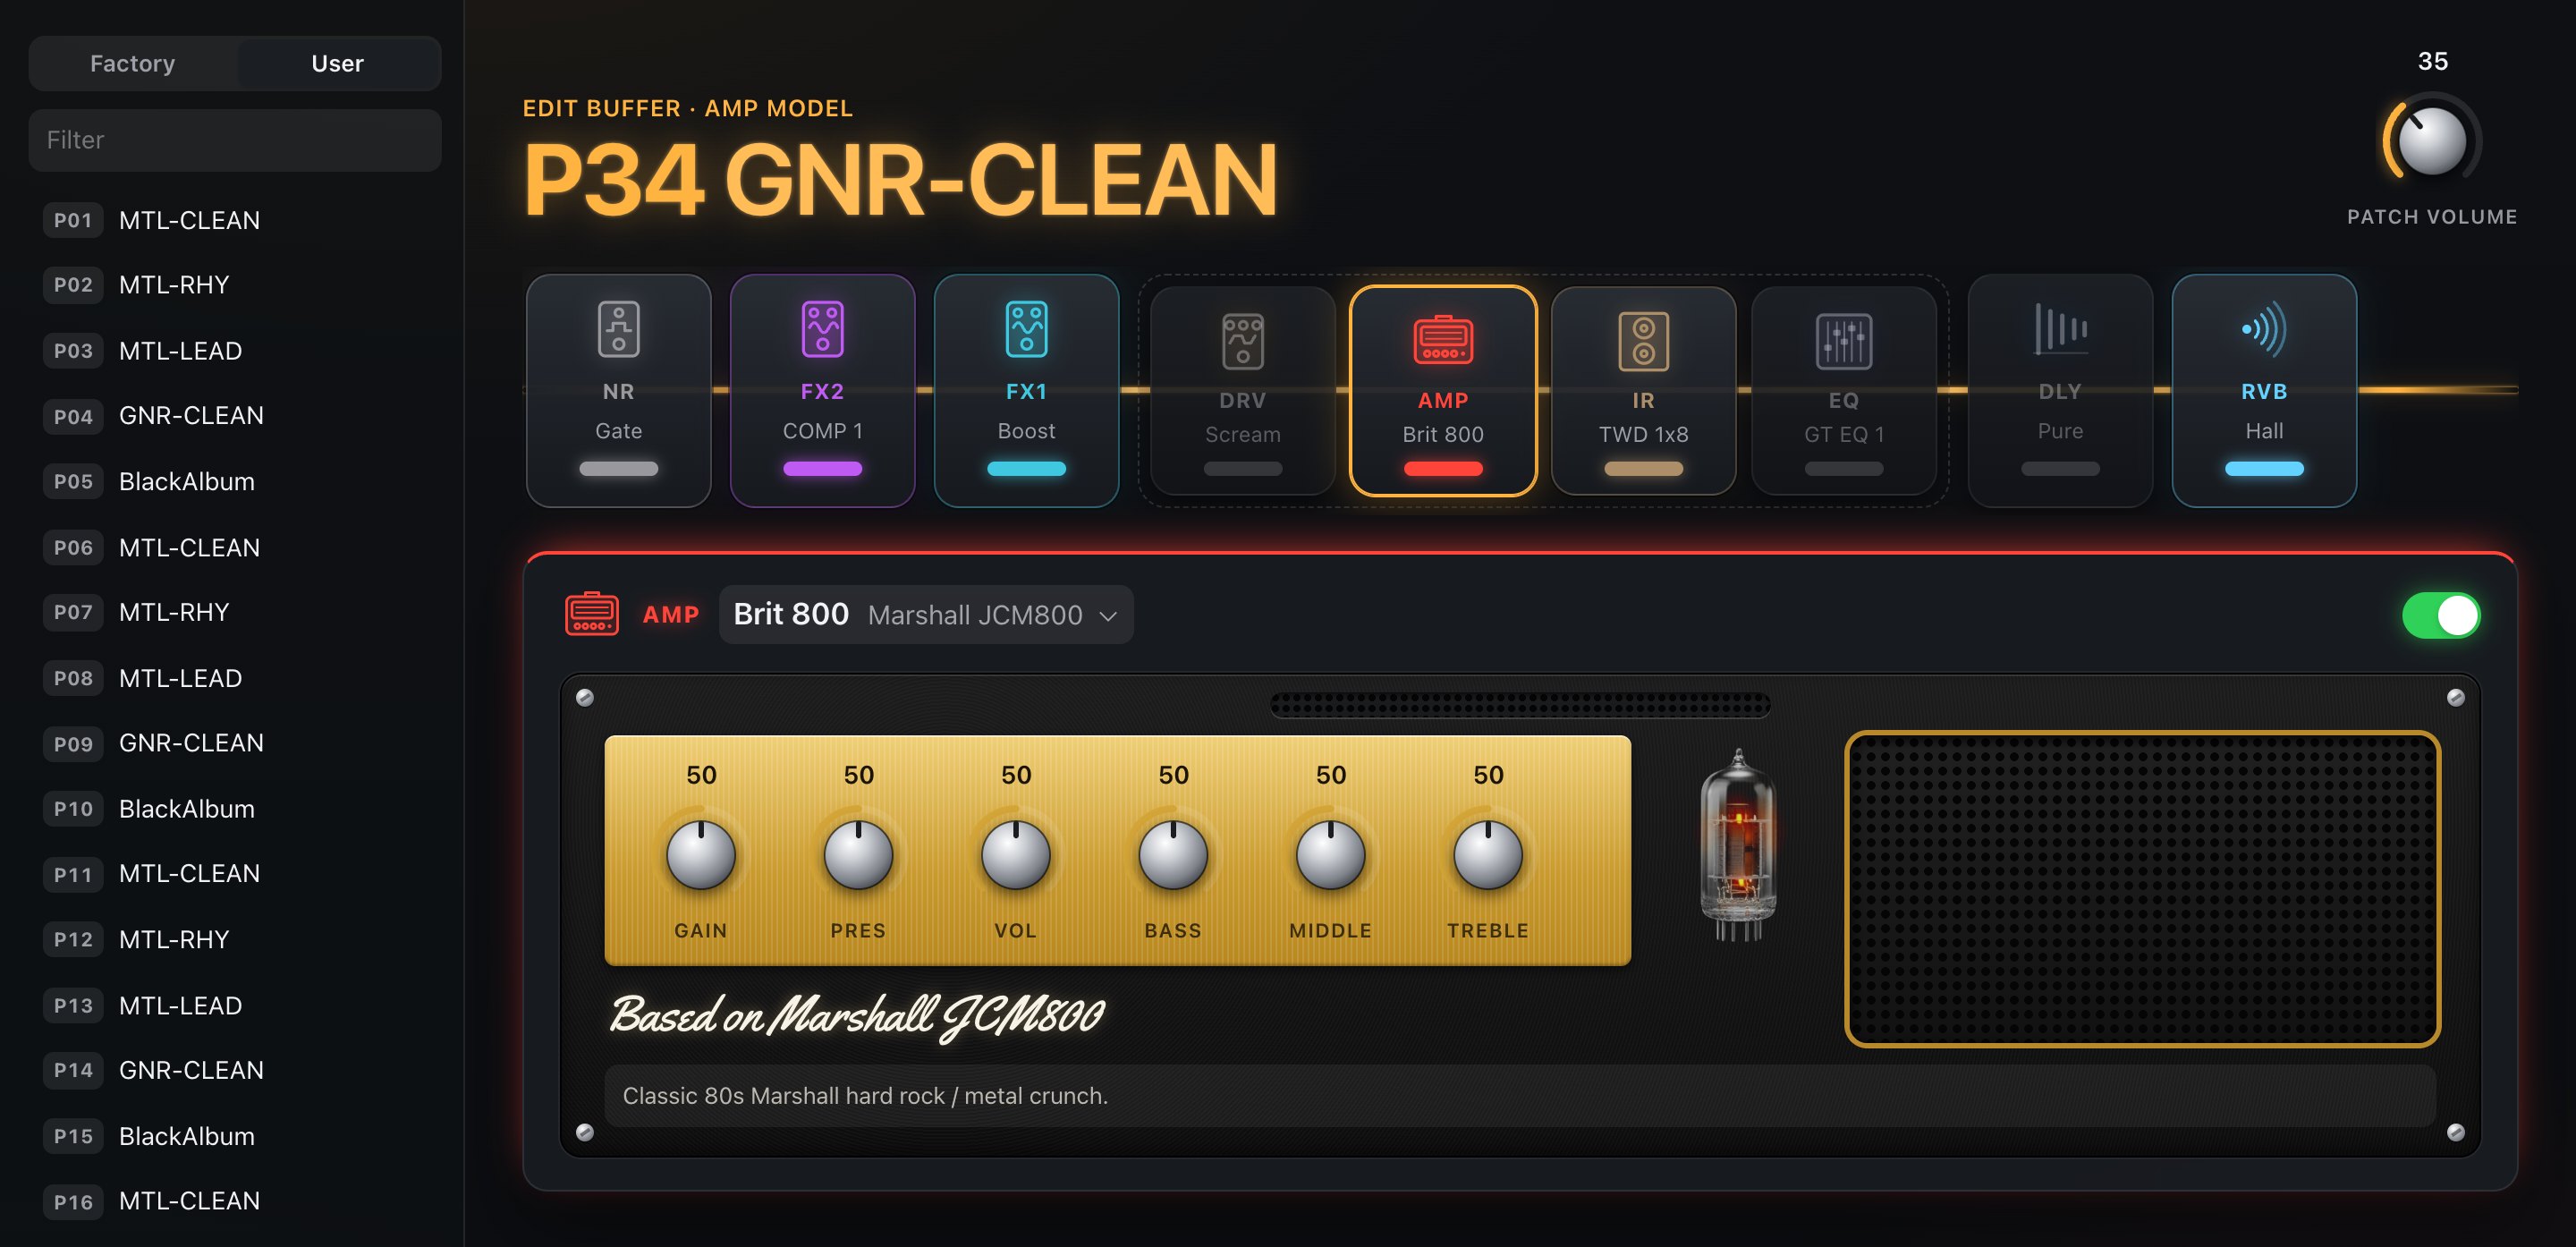 Factory User
Filter
P01 MTL-CLEAN
P02 MTL-RHY
P03 MTL-LEAD
P04 GNR-CLEAN
P05 BlackAlbum
P06 MTL-CLEAN
P07 MTL-RHY
P08 MTL-LEAD
P09 GNR-CLEAN
P10 BlackAlbum
P11 MTL-CLEAN
P12 MTL-RHY
P13 MTL-LEAD
P14 GNR-CLEAN
P15 BlackAlbum
P16 MTL-CLEAN
EDIT BUFFER · AMP MODEL
P34 GNR-CLEAN
35
PATCH VOLUME
NR FX2 FX1 DRV AMP IR EQ DLY RVB
Gate COMP 1 Boost Scream Brit 800 TWD 1x8 GT EQ 1 Pure Hall
AMP Brit 800 Marshall JCM800
50 50 50 50 50 50
GAIN PRES VOL BASS MIDDLE TREBLE
Based on Marshall JCM800
Classic 80s Marshall hard rock / metal crunch.